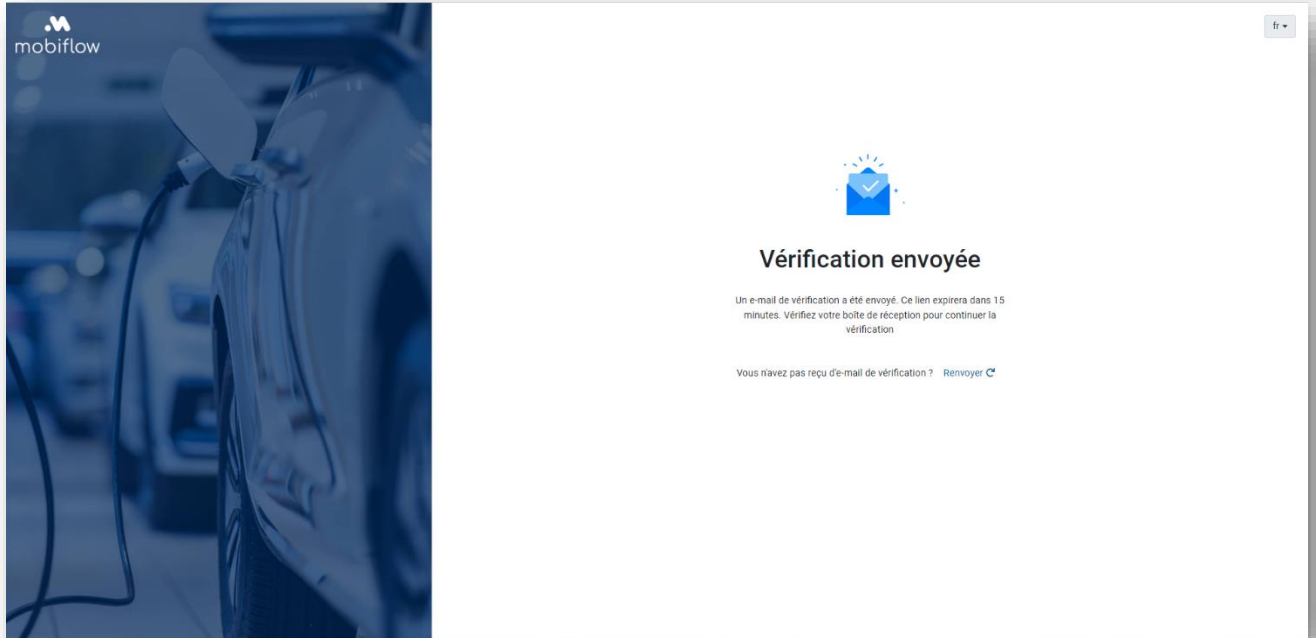 mobiflow
fr
Vérification envoyée
Un e-mail de vérification a été envoyé. Ce lien expirera dans 15
minutes. Vérifiez votre boîte de réception pour continuer la
vérification
Vous n'avez pas reçu d'e-mail de vérification ? Renvoyer